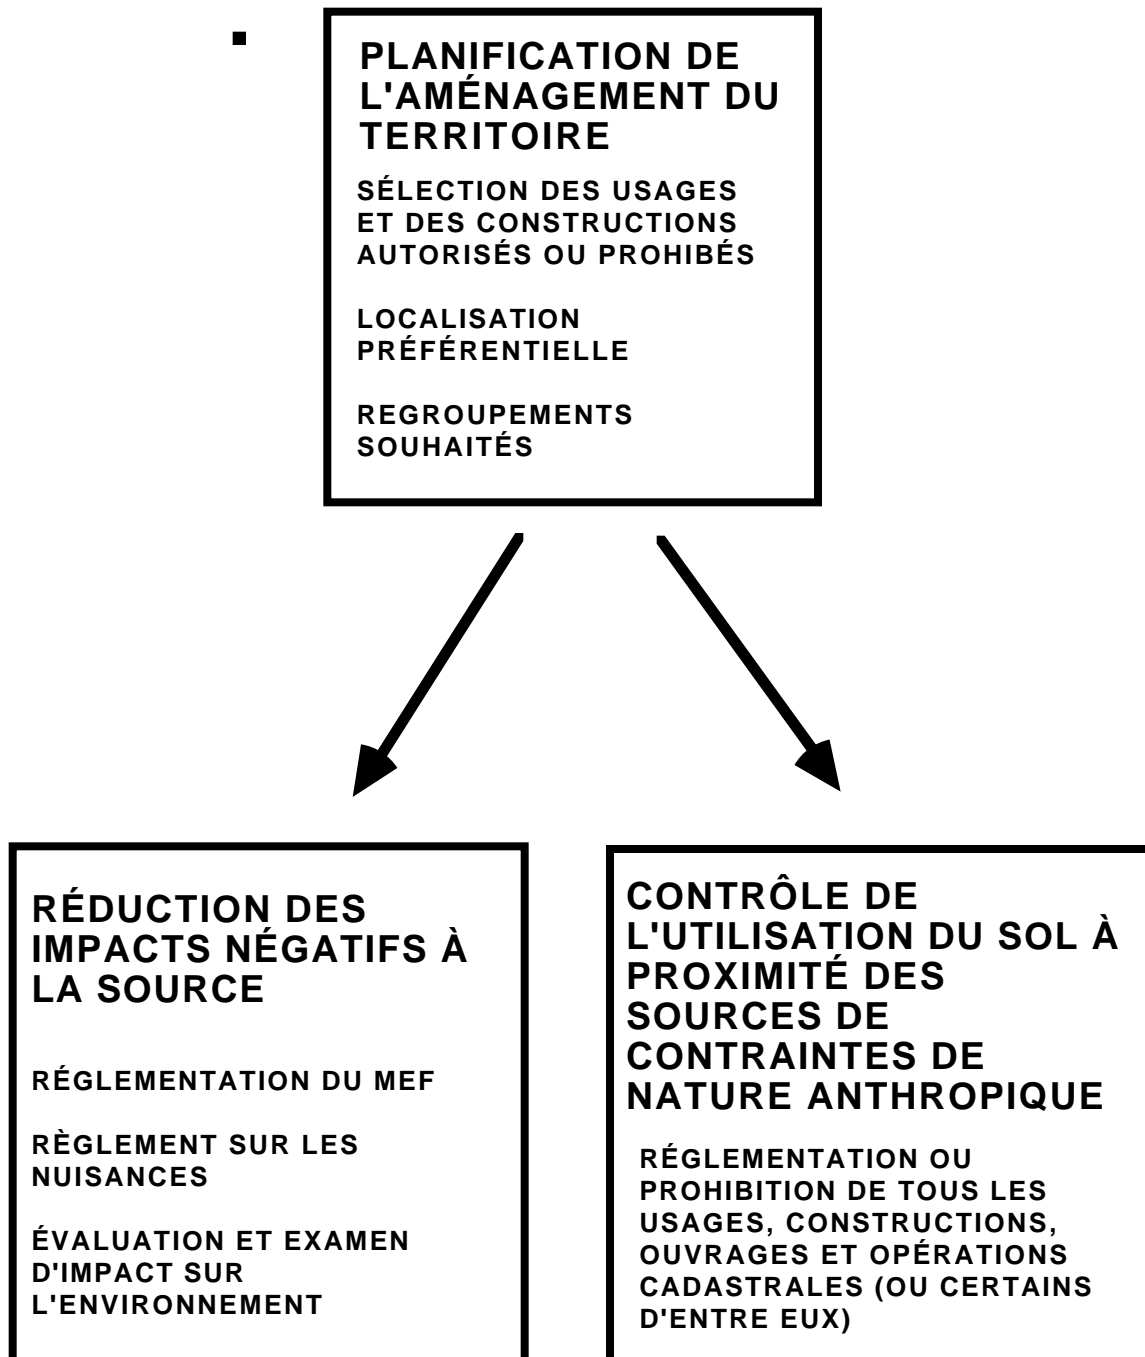 PLANIFICATION DE
L'AMÉNAGEMENT DU
TERRITOIRE
SÉLECTION DES USAGES
ET DES CONSTRUCTIONS
AUTORISÉS OU PROHIBÉS
LOCALISATION
PRÉFÉRENTIELLE
REGROUPEMENTS
SOUHAITÉS
RÉDUCTION DES
IMPACTS NÉGATIFS À
LA SOURCE
RÉGLEMENTATION DU MEF
RÈGLEMENT SUR LES
NUISANCES
ÉVALUATION ET EXAMEN
D'IMPACT SUR
L'ENVIRONNEMENT
CONTRÔLE DE
L'UTILISATION DU SOL À
PROXIMITÉ DES
SOURCES DE
CONTRAINTES DE
NATURE ANTHROPIQUE
RÉGLEMENTATION OU
PROHIBITION DE TOUS LES
USAGES, CONSTRUCTIONS,
OUVRAGES ET OPÉRATIONS
CADASTRALES (OU CERTAINS
D'ENTRE EUX)